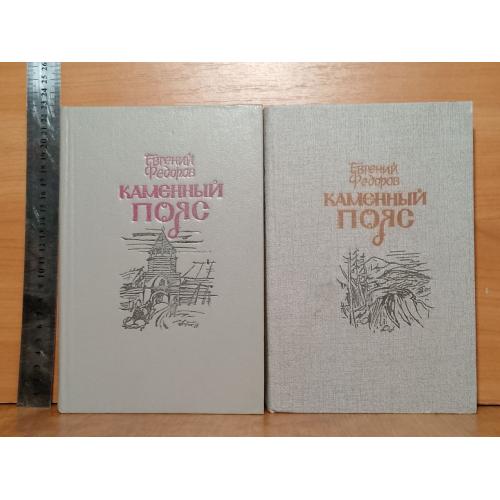 Евгений
Федоров
КАМЕННЫЙ
ПОЯС
Евгений
Федоров
КАМЕННЫЙ
ПОЯС